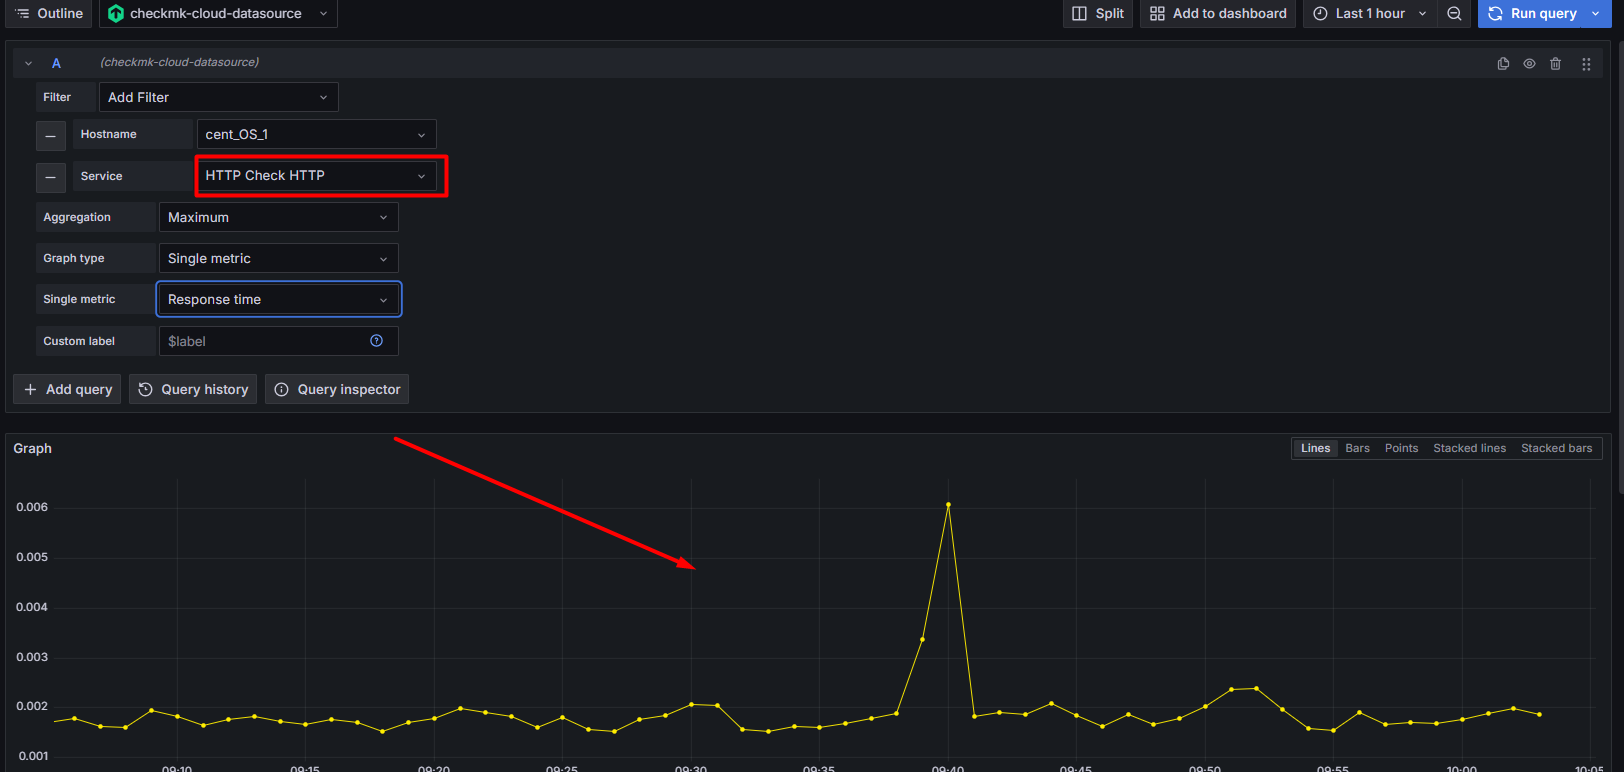 Outline checkmk-cloud-datasource Split Add to dashboard Last 1 hour Run query
A (checkmk-cloud-datasource)
Filter Add Filter
Hostname cent_OS_1
Service HTTP Check HTTP
Aggregation Maximum
Graph type Single metric
Single metric Response time
Custom label $label
Add query Query history Query inspector
Graph Lines Bars Points Stacked lines Stacked bars
0.006
0.005
0.004
0.003
0.002
0.001
09:10 09:15 09:20 09:25 09:30 09:35 09:40 09:45 09:50 09:55 10:00 10:05